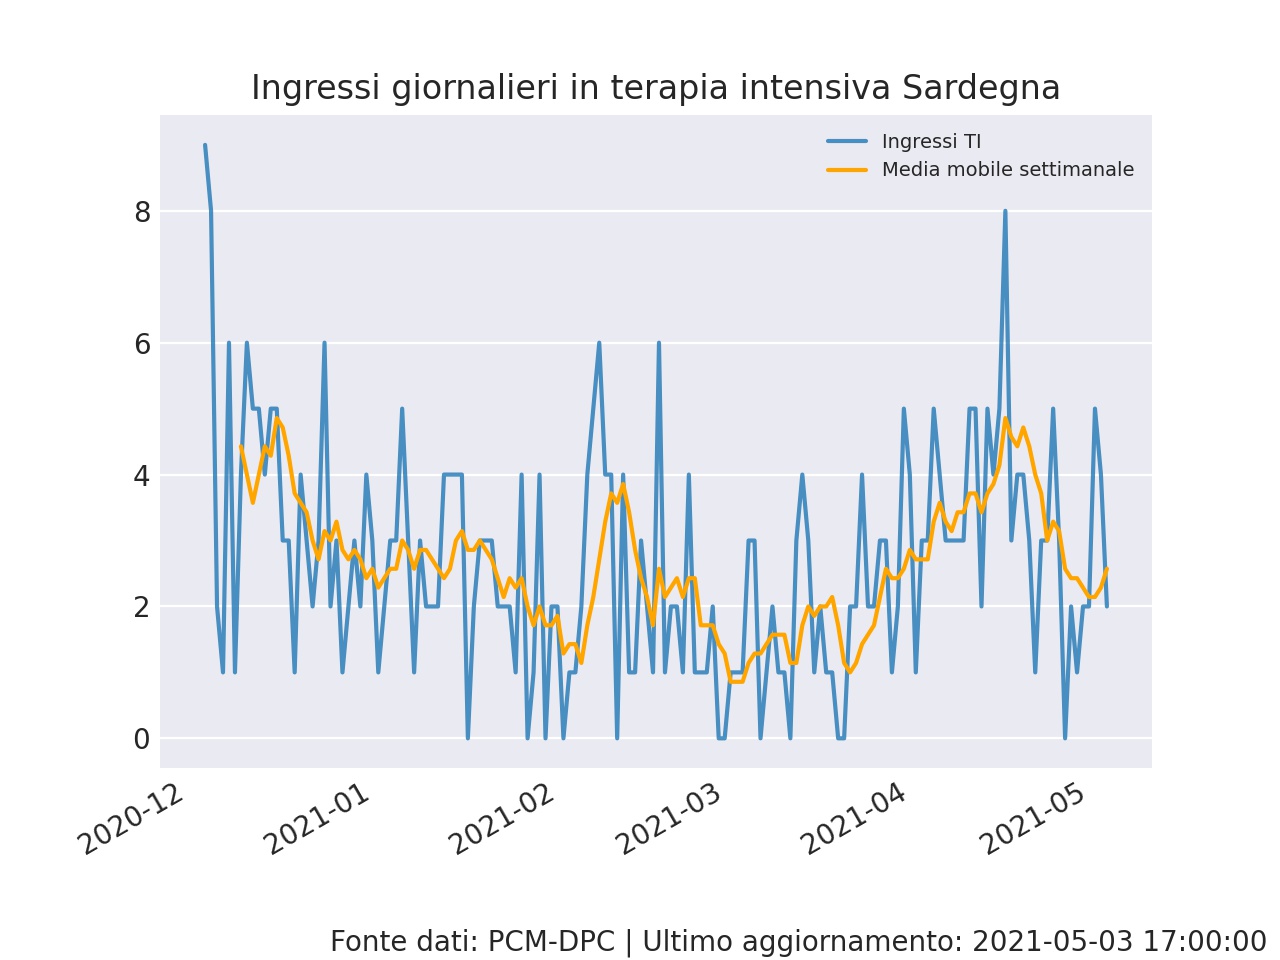 Ingressi giornalieri in terapia intensiva Sardegna
Ingressi TI
Media mobile settimanale
8
6
4
2
0
2020-12
2021-01
2021-02
2021-03
2021-04
2021-05
Fonte dati: PCM-DPC | Ultimo aggiornamento: 2021-05-03 17:00:00